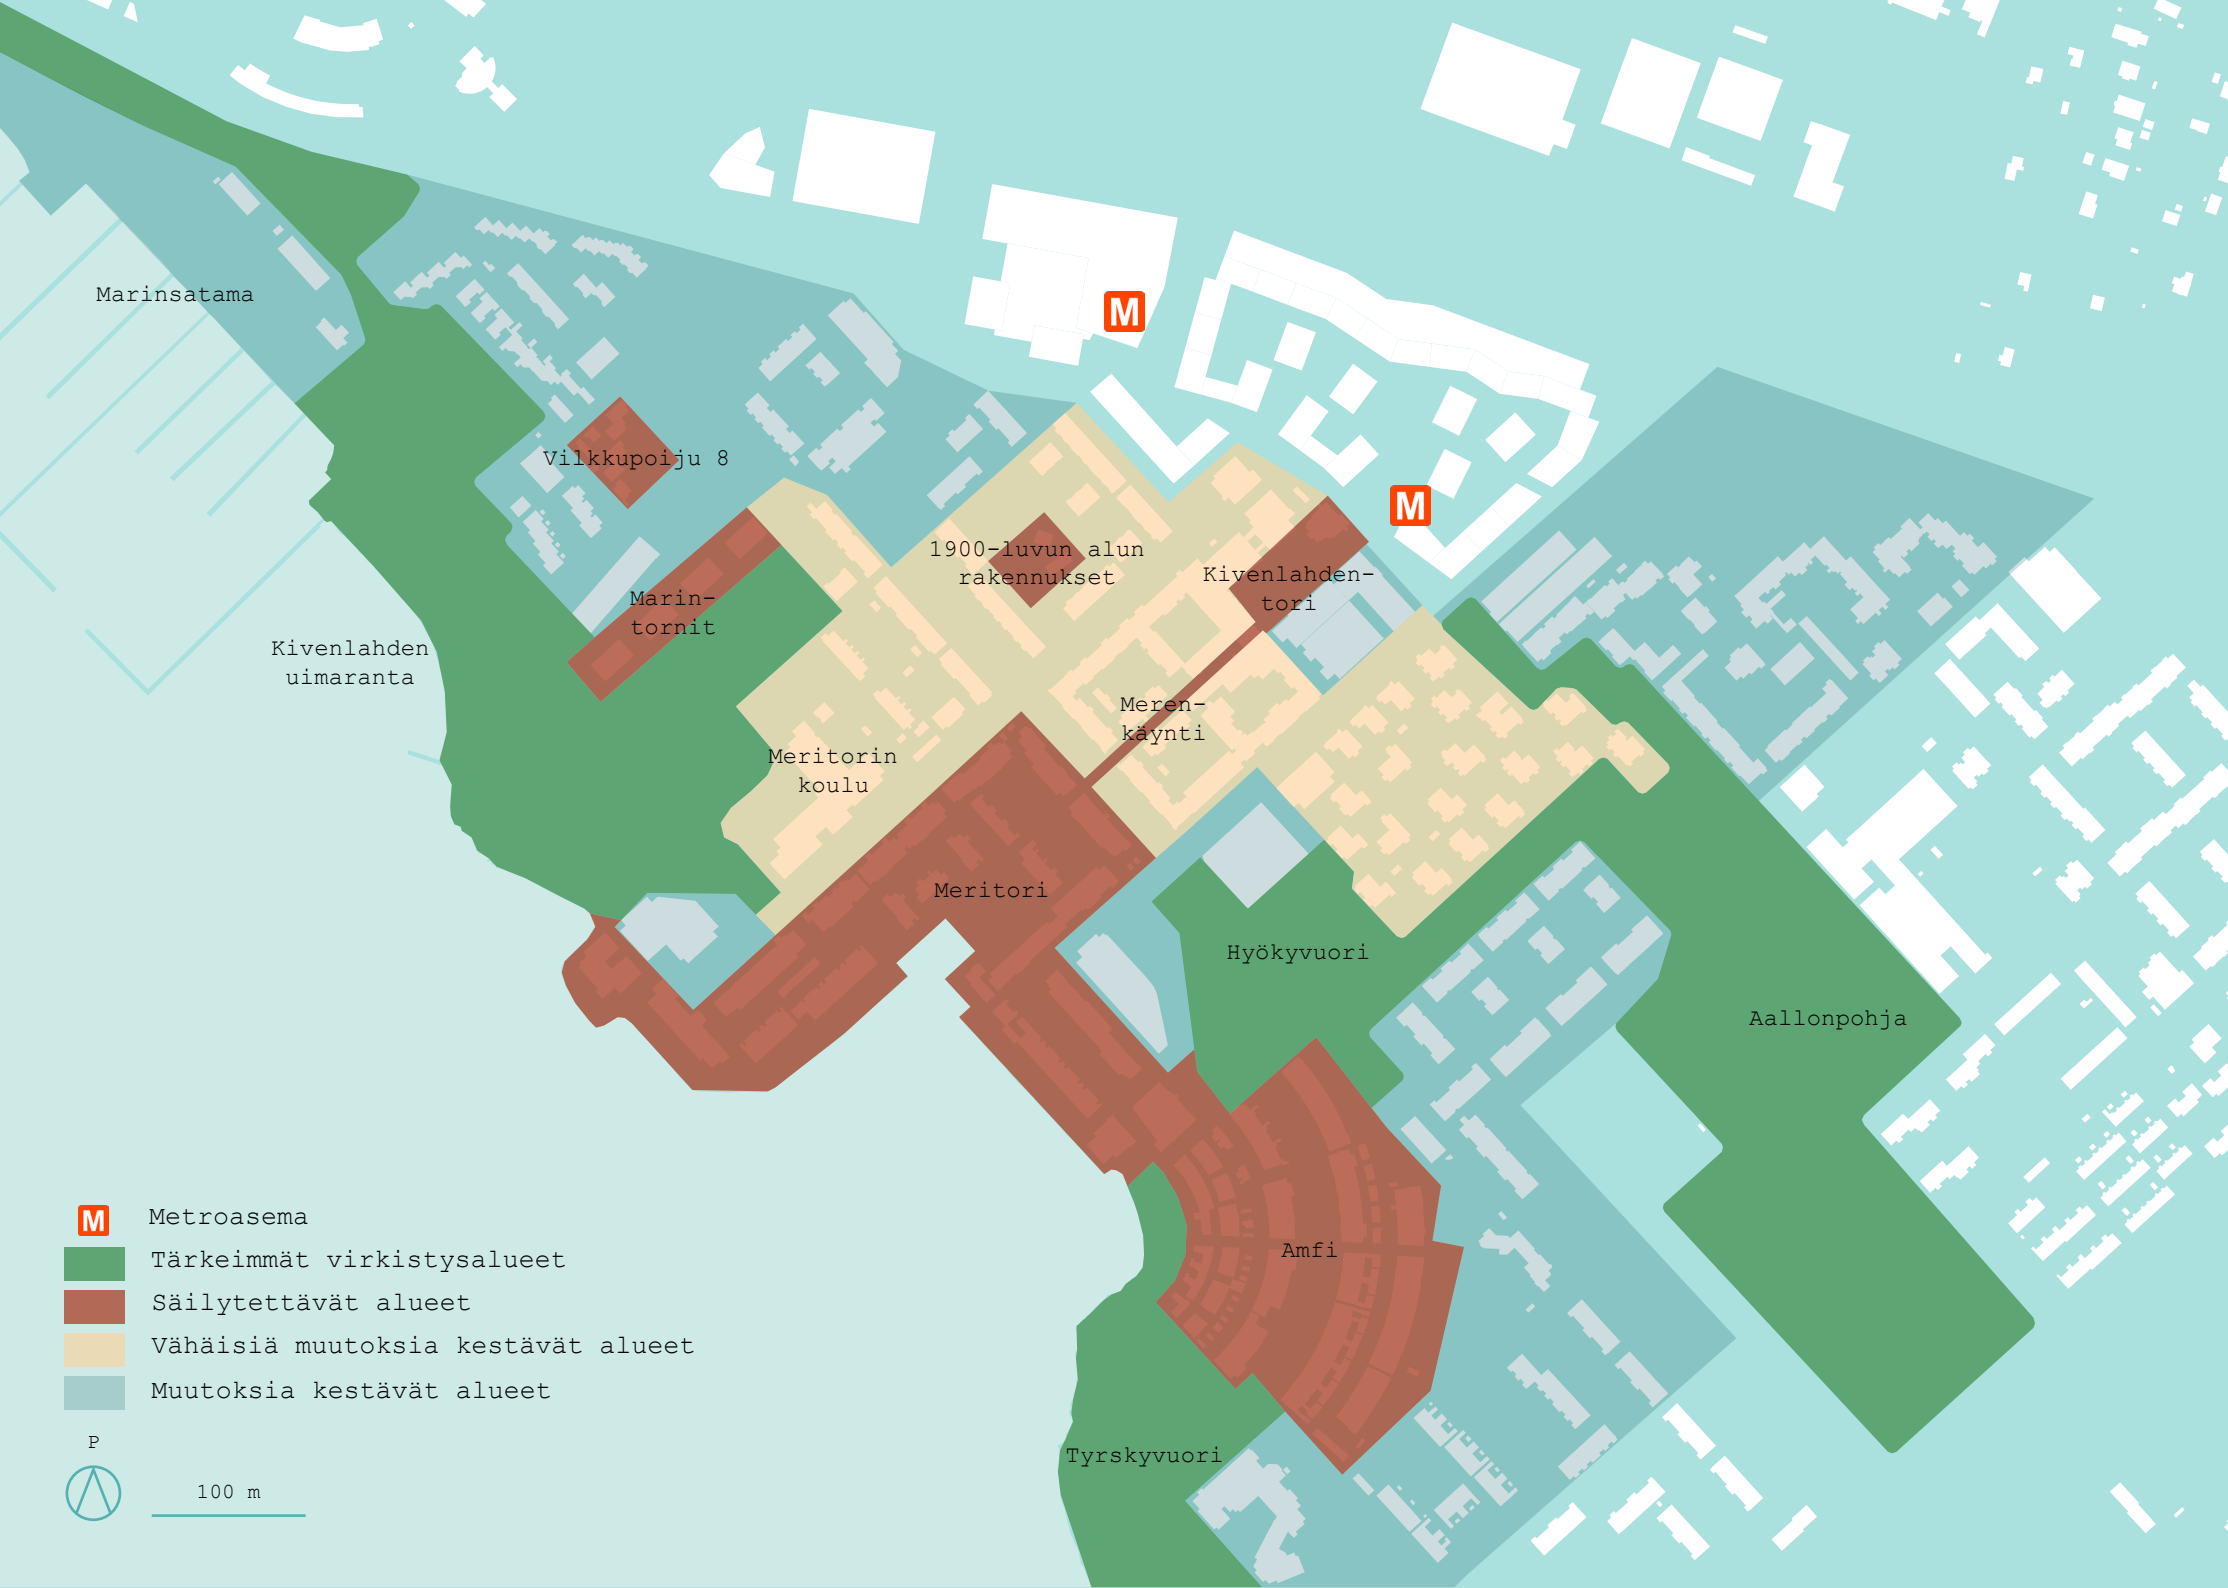 M
Marinsatama
Vilkkupoiju 8
M
1900-luvun alun
rakennukset
Kivenlahden-
tori
Marin-
tornit
Kivenlahden
uimaranta
Meren-
käynti
Meritorin
koulu
Meritori
Hyökyvuori
Aallonpohja
Amfi
Tyrskyvuori
M Metroasema
Tärkeimmät virkistysalueet
Säilytettävät alueet
Vähäisiä muutoksia kestävät alueet
Muutoksia kestävät alueet
P
100 m